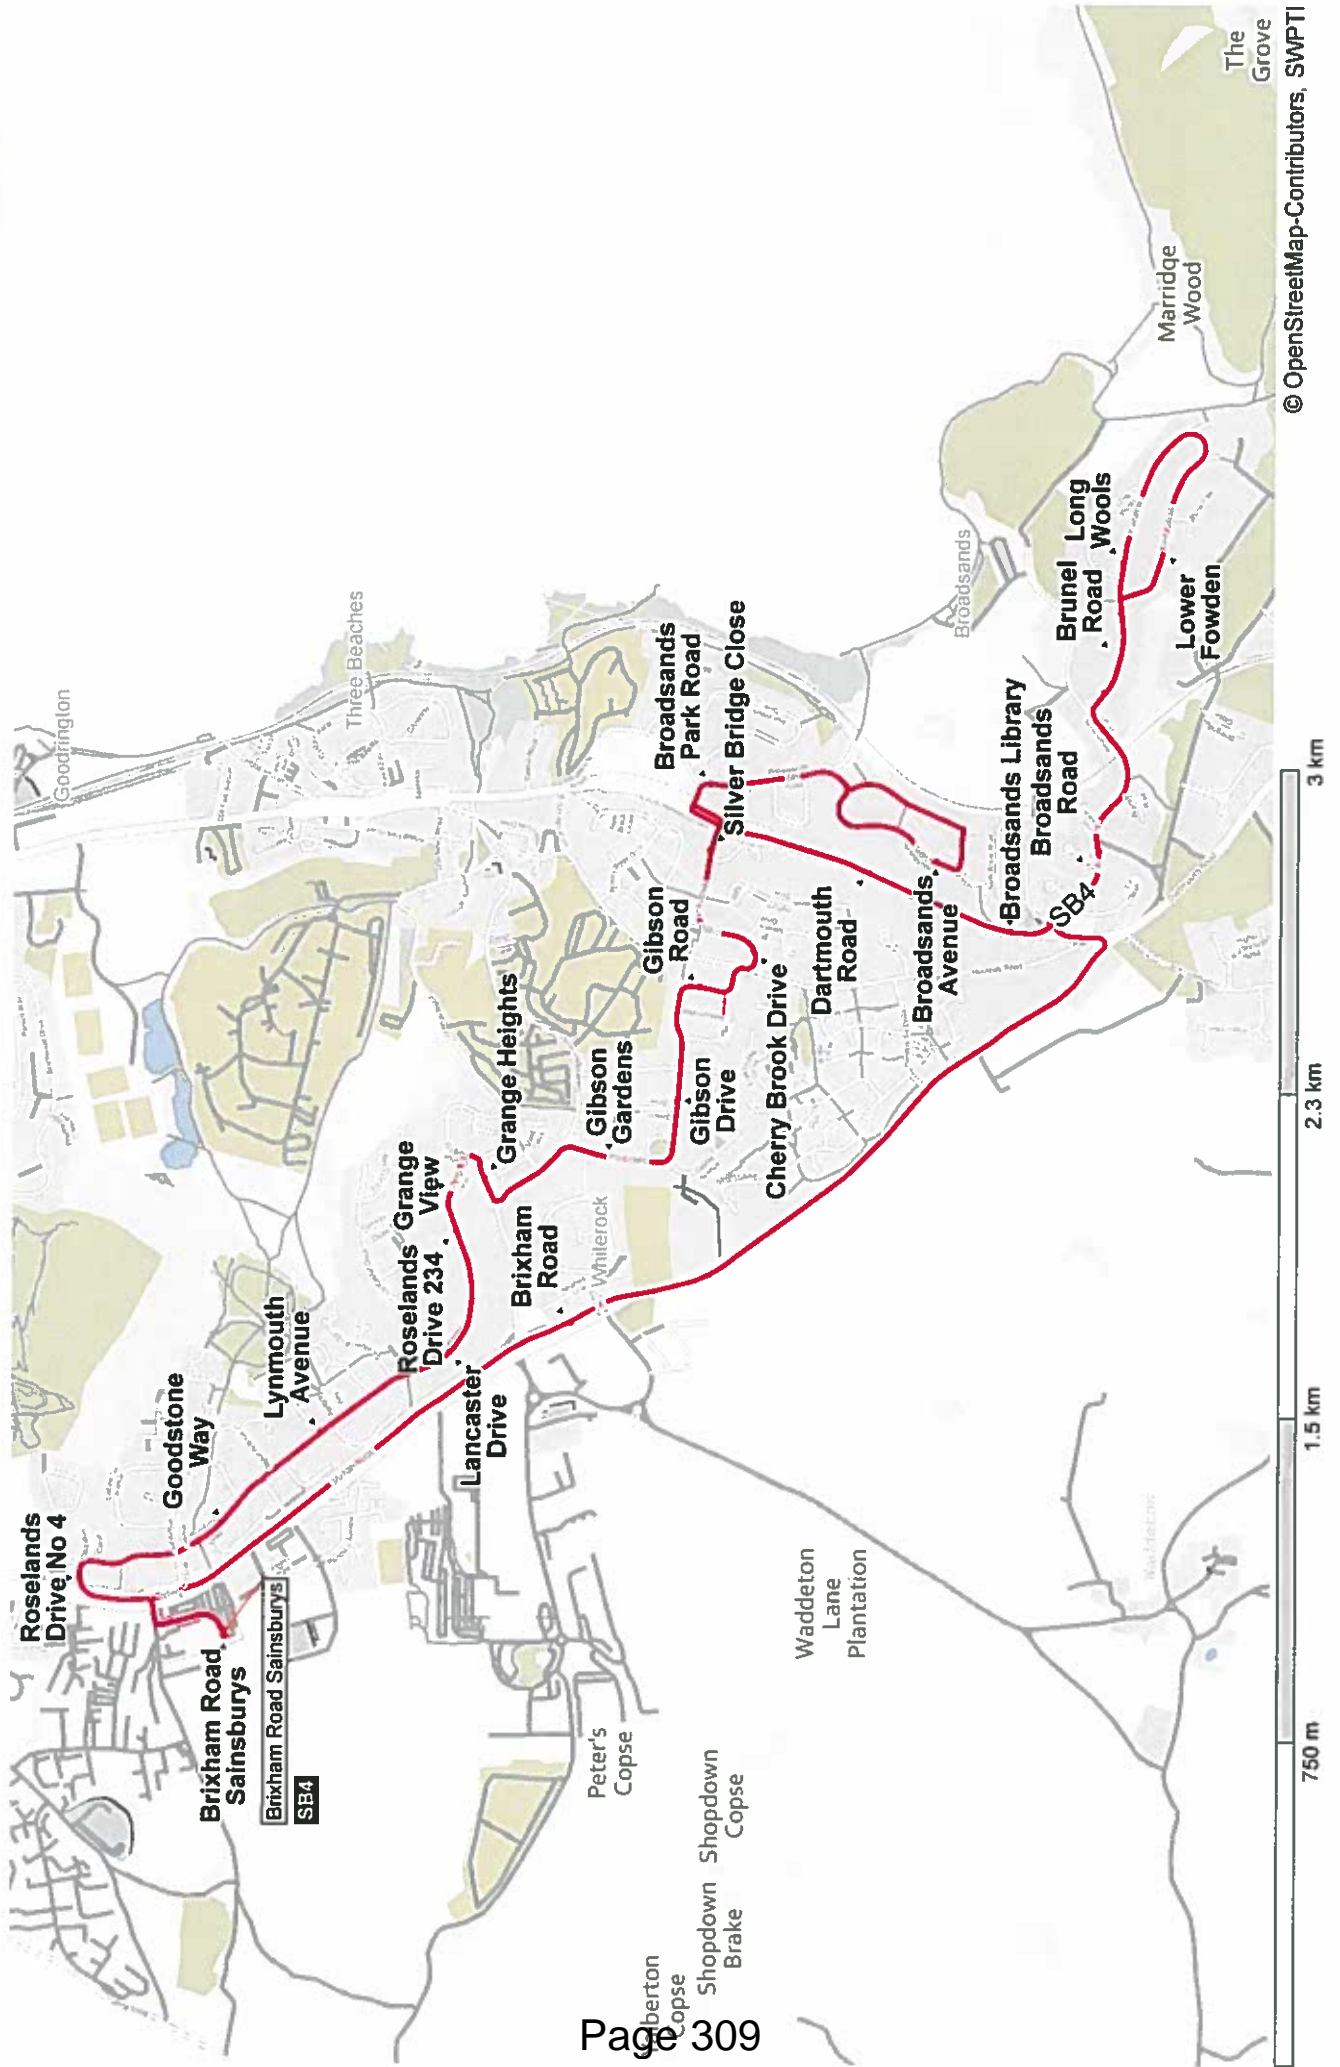 Roselands
Drive No 4
Goodstone
Way
Lynmouth
Avenue
Goodrington
Three Beaches
Brixham Road
Sainsburys
Brixham Road Sainsburys
SB4
Roselands
Drive 234
Grange
View
Lancaster
Drive
Grange Heights
Brixham
Road
Whiterock
Gibson
Gardens
Gibson
Road
Gibson
Drive
Broadsands
Park Road
Silver Bridge Close
Cherry Brook Drive
Dartmouth
Road
Broadsands
Avenue
Broadsands Library
Broadsands
Road
SB4
Broadsands
Brunel
Road
Long
Wools
Lower
Fowden
Marridge
Wood
The
Grove
Peter's
Copse
Shopdown
Copse
Shopdown
Brake
Copse
Waddeton
Lane
Plantation
Waddeton
750 m
1.5 km
2.3 km
3 km
© OpenStreetMap-Contributors, SWPTI
Page 309